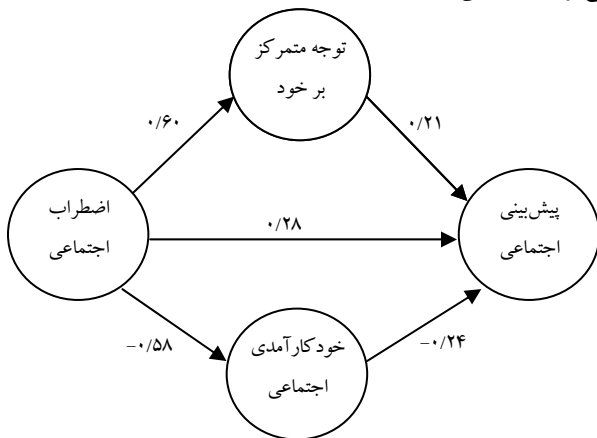 توجه متمرکز
بر خود
۰/۶۰
۰/۲۱
اضطراب
اجتماعی
۰/۲۸
پیش‌بینی
اجتماعی
−۰/۵۸
خودکارآمدی
اجتماعی
−۰/۲۴